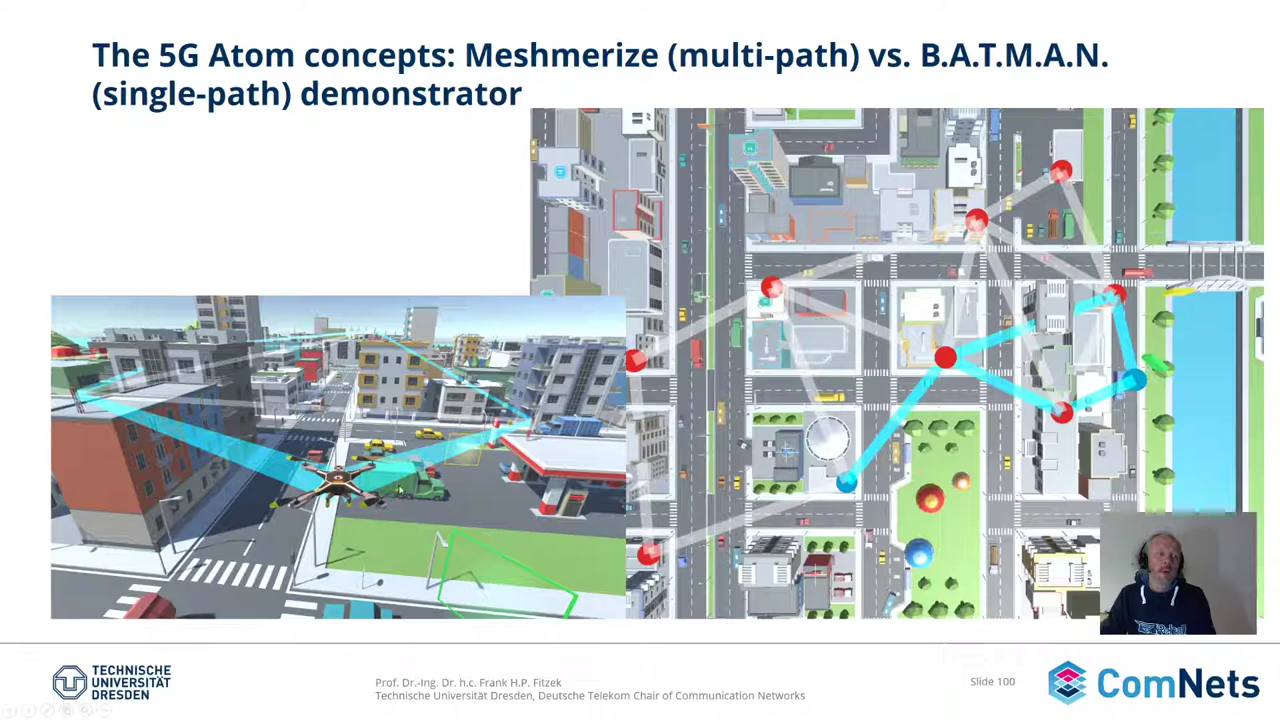 The 5G Atom concepts: Meshmerize (multi-path) vs. B.A.T.M.A.N.
(single-path) demonstrator
TECHNISCHE
UNIVERSITÄT
DRESDEN
Prof. Dr.-Ing. Dr. h.c. Frank H.P. Fitzek
Technische Universität Dresden, Deutsche Telekom Chair of Communication Networks
Slide 100
ComNets